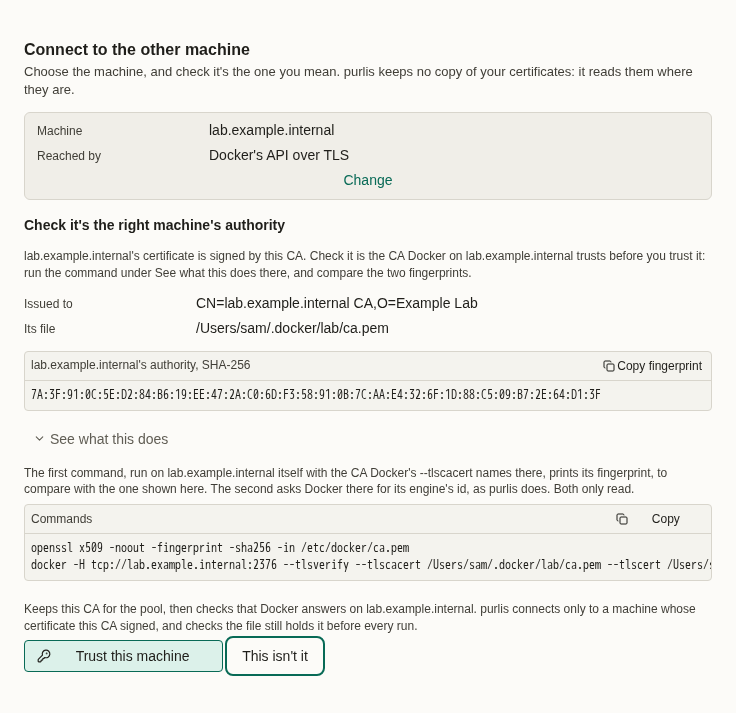 Connect to the other machine
Choose the machine, and check it's the one you mean. purlis keeps no copy of your certificates: it reads them where
they are.
Machine lab.example.internal
Reached by Docker's API over TLS
Change
Check it's the right machine's authority
lab.example.internal's certificate is signed by this CA. Check it is the CA Docker on lab.example.internal trusts before you trust it:
run the command under See what this does there, and compare the two fingerprints.
Issued to CN=lab.example.internal CA,O=Example Lab
Its file /Users/sam/.docker/lab/ca.pem
lab.example.internal's authority, SHA-256 Copy fingerprint
7A:3F:91:0C:5E:D2:84:B6:19:EE:47:2A:C0:6D:F3:58:91:0B:7C:AA:E4:32:6F:1D:88:C5:09:B7:2E:64:D1:3F
See what this does
The first command, run on lab.example.internal itself with the CA Docker's --tlscacert names there, prints its fingerprint, to
compare with the one shown here. The second asks Docker there for its engine's id, as purlis does. Both only read.
Commands Copy
openssl x509 -noout -fingerprint -sha256 -in /etc/docker/ca.pem
docker -H tcp://lab.example.internal:2376 --tlsverify --tlscacert /Users/sam/.docker/lab/ca.pem --tlscert /Users/s
Keeps this CA for the pool, then checks that Docker answers on lab.example.internal. purlis connects only to a machine whose
certificate this CA signed, and checks the file still holds it before every run.
Trust this machine This isn't it